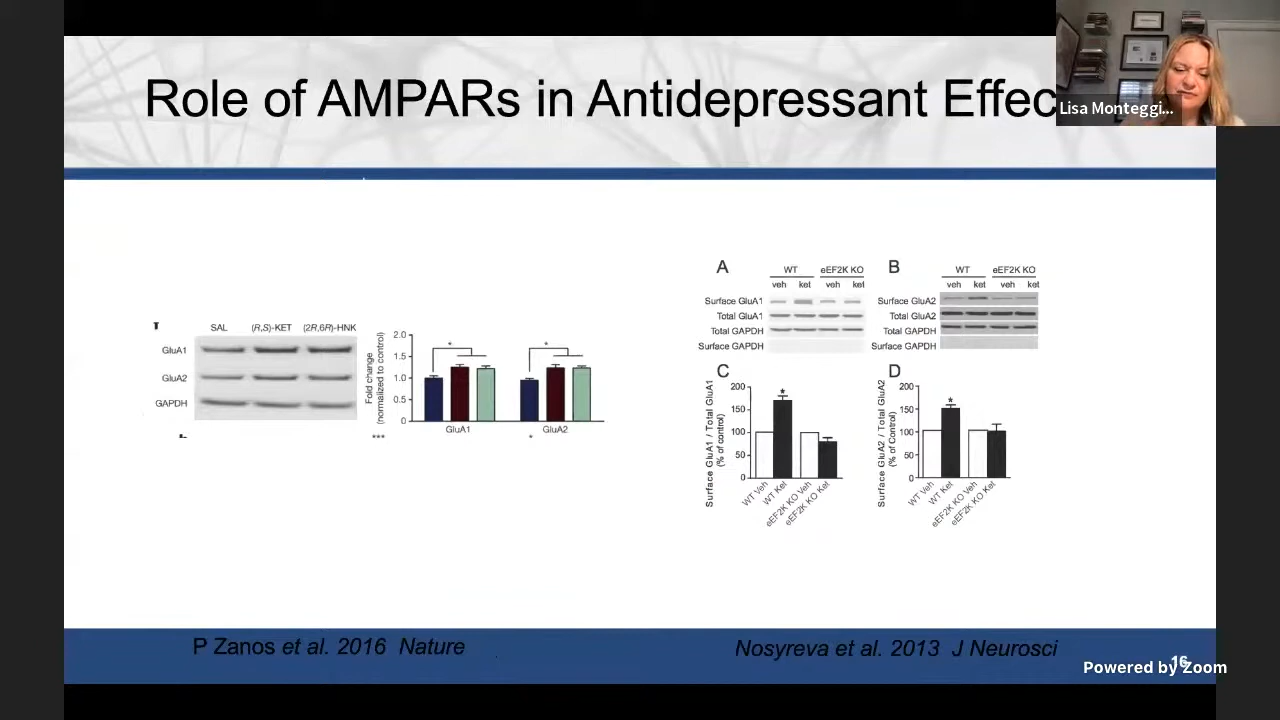 Role of AMPARs in Antidepressant Effec
Lisa Monteggi...
SAL (R,S)-KET (2R,6R)-HNK
GluA1
GluA2
GAPDH
Fold change
(normalized to control)
2.0
1.5
1.0
0.5
0
*
*
GluA1 GluA2
*** *
A
WT eEF2K KO
veh ket veh ket
Surface GluA1
Total GluA1
Total GAPDH
Surface GAPDH
B
WT eEF2K KO
veh ket veh ket
Surface GluA2
Total GluA2
Total GAPDH
Surface GAPDH
C
Surface GluA1 / Total GluA1
(% of control)
200
150
100
50
0
*
WT Veh
WT Ket
eEF2K KO Veh
eEF2K KO Ket
D
Surface GluA2 / Total GluA2
(% of Control)
200
150
100
50
0
*
WT Veh
WT Ket
eEF2K KO Veh
eEF2K KO Ket
P Zanos et al. 2016 Nature
Nosyreva et al. 2013 J Neurosci
16
Powered by Zoom